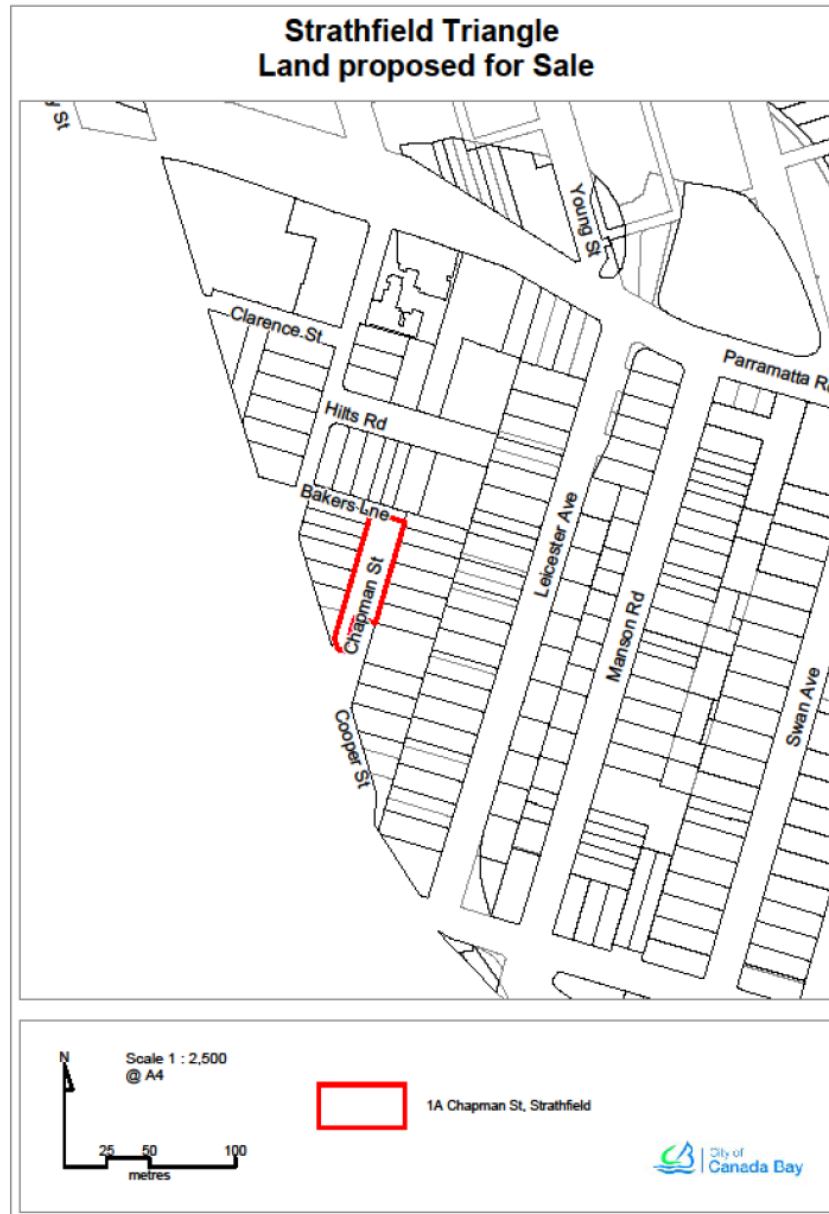 Strathfield Triangle
Land proposed for Sale
St
Young St
Clarence St
Parramatta Rd
Hilts Rd
Bakers Lne
Chapman St
Leicester Ave
Manson Rd
Swan Ave
Cooper St
N
Scale 1 : 2,500
@ A4
25 50 100
metres
1A Chapman St, Strathfield
City of
Canada Bay